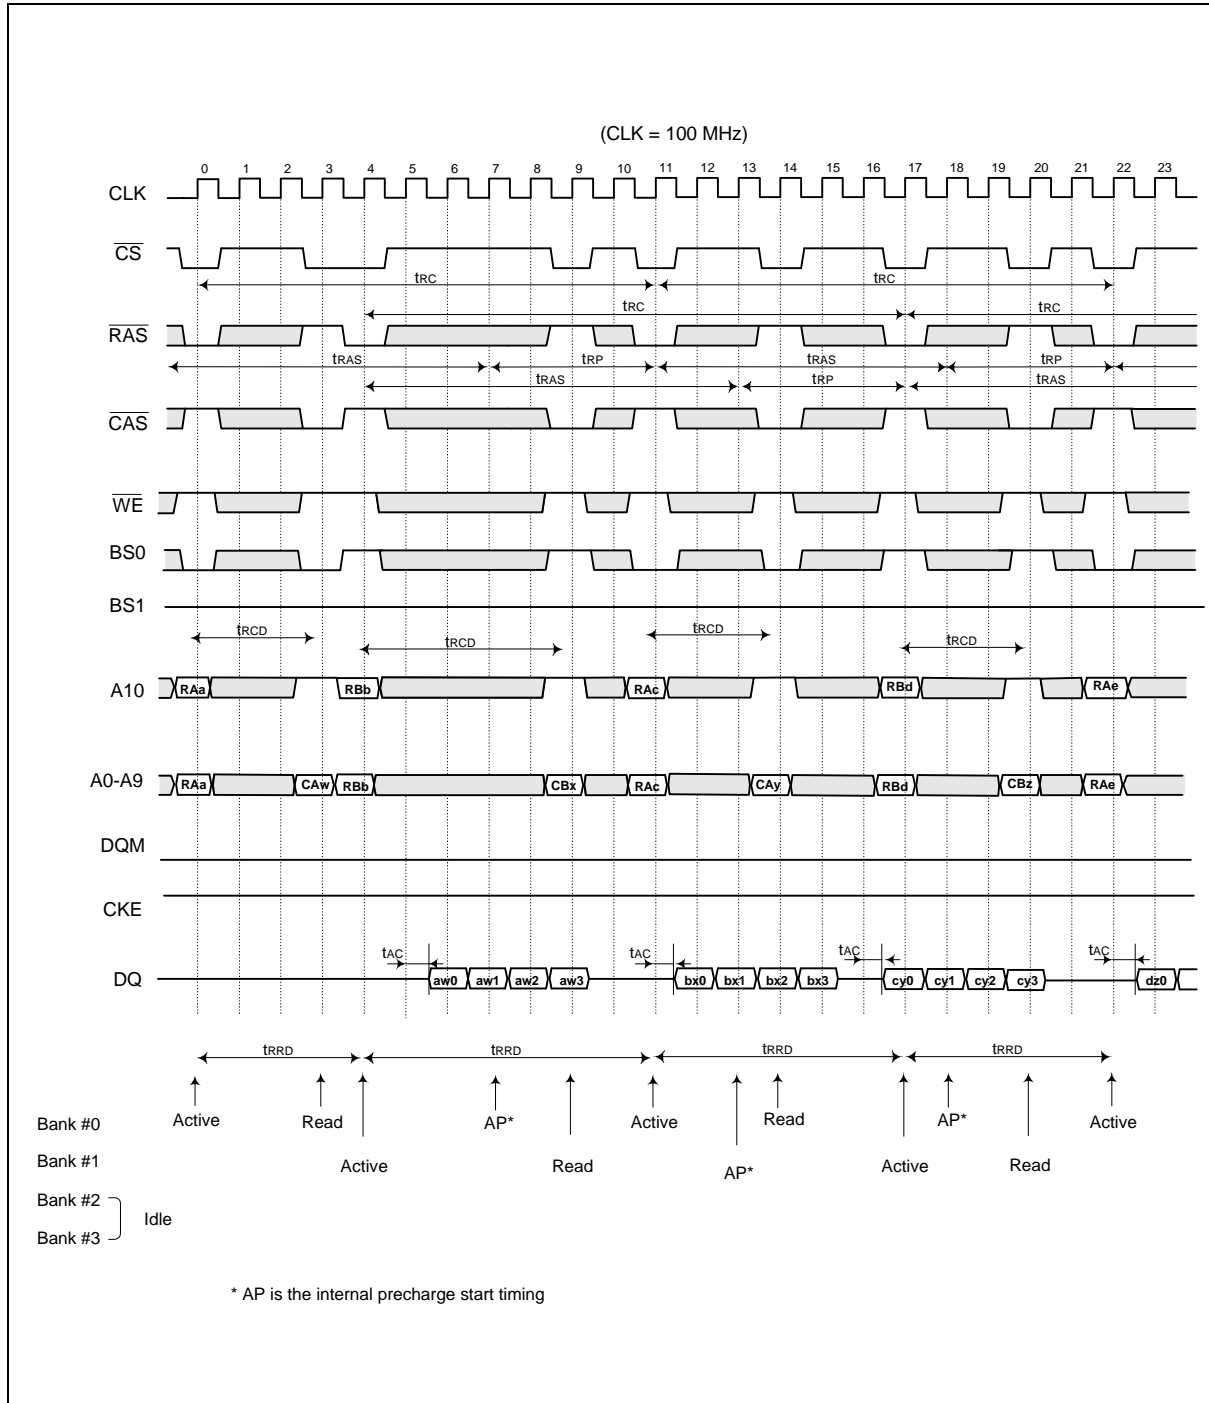 (CLK = 100 MHz)
0 1 2 3 4 5 6 7 8 9 10 11 12 13 14 15 16 17 18 19 20 21 22 23
CLK
CS
tRC tRC
tRC tRC
RAS
tRAS tRP tRAS tRP
tRAS tRP tRAS
CAS
WE
BS0
BS1
tRCD tRCD
tRCD tRCD
A10 RAa RBb RAc RBd RAe
A0-A9 RAa CAw RBb CBx RAc CAy RBd CBz RAe
DQM
CKE
tAC tAC tAC tAC
DQ aw0 aw1 aw2 aw3 bx0 bx1 bx2 bx3 cy0 cy1 cy2 cy3 dz0
tRRD tRRD tRRD tRRD
Bank #0 Active Read AP* Active Read AP* Active
Bank #1 Active Read AP* Active Read
Bank #2
Idle
Bank #3
* AP is the internal precharge start timing